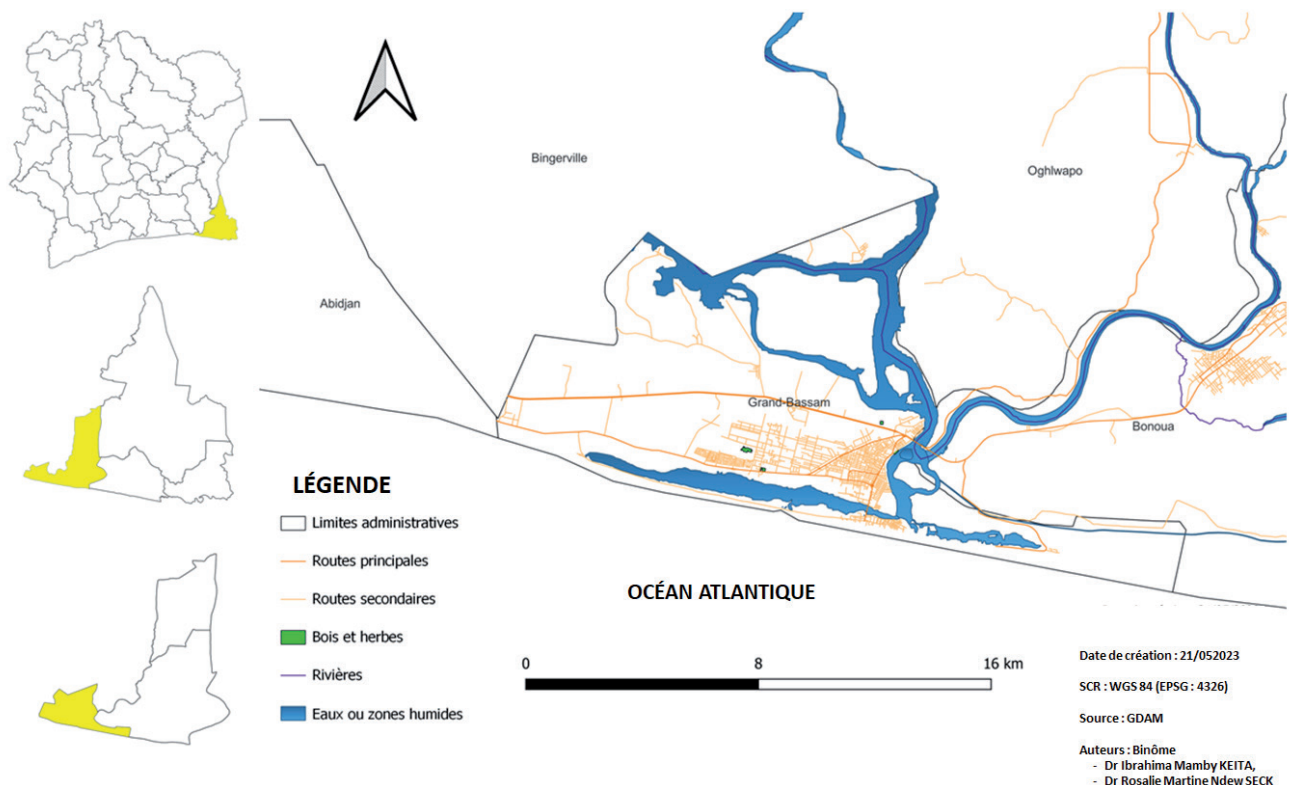 Bingerville
Oghlwapo
Abidjan
Grand-Bassam
Bonoua
LÉGENDE
Limites administratives
Routes principales
Routes secondaires
Bois et herbes
Rivières
Eaux ou zones humides
OCÉAN ATLANTIQUE
0 8 16 km
Date de création : 21/052023
SCR : WGS 84 (EPSG : 4326)
Source : GDAM
Auteurs : Binôme
- Dr Ibrahima Mamby KEITA,
- Dr Rosalie Martine Ndew SECK